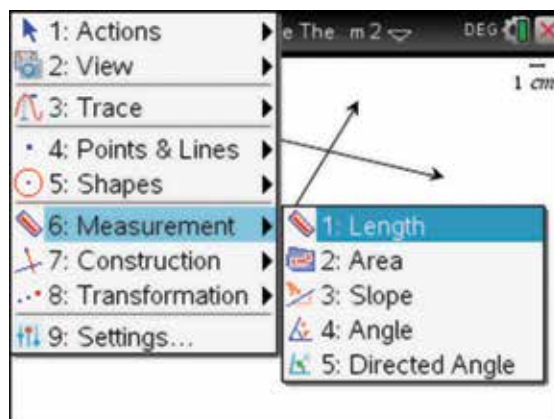 e The m 2 DEG
1 cm
1: Actions
2: View
3: Trace
4: Points & Lines
5: Shapes
6: Measurement
7: Construction
8: Transformation
9: Settings...
1: Length
2: Area
3: Slope
4: Angle
5: Directed Angle